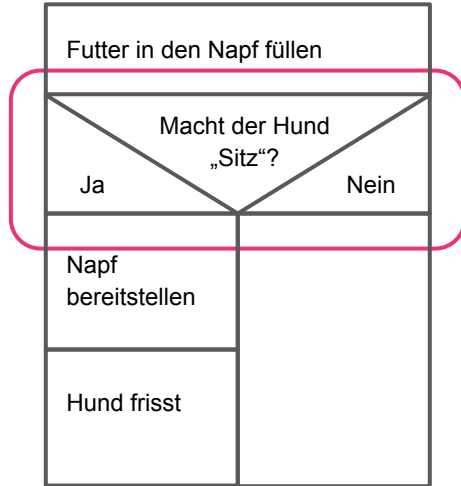 Futter in den Napf füllen
Macht der Hund
„Sitz“?
Ja
Nein
Napf
bereitstellen
Hund frisst